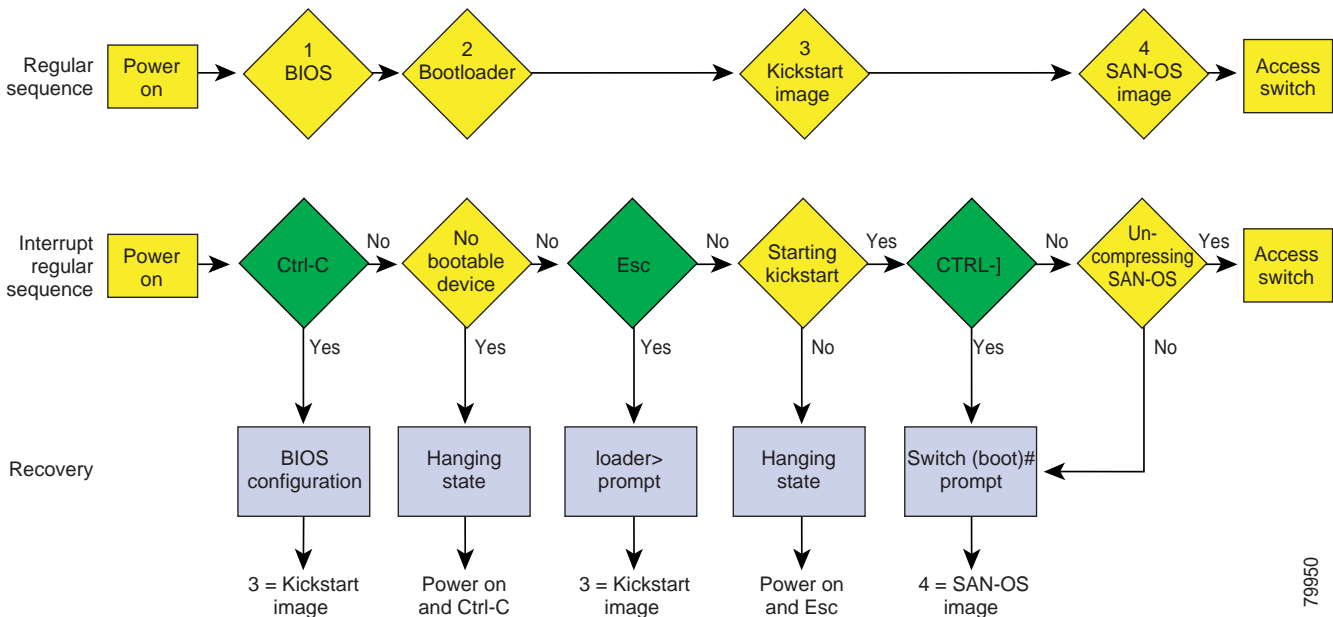 Regular
sequence
Power
on
1
BIOS
2
Bootloader
3
Kickstart
image
4
SAN-OS
image
Access
switch
Interrupt
regular
sequence
Power
on
Ctrl-C
No
No
bootable
device
No
Esc
No
Starting
kickstart
Yes
CTRL-]
No
Un-
compressing
SAN-OS
Yes
Access
switch
Yes
Yes
Yes
No
Yes
No
Recovery
BIOS
configuration
Hanging
state
loader>
prompt
Hanging
state
Switch (boot)#
prompt
3 = Kickstart
image
Power on
and Ctrl-C
3 = Kickstart
image
Power on
and Esc
4 = SAN-OS
image
79950